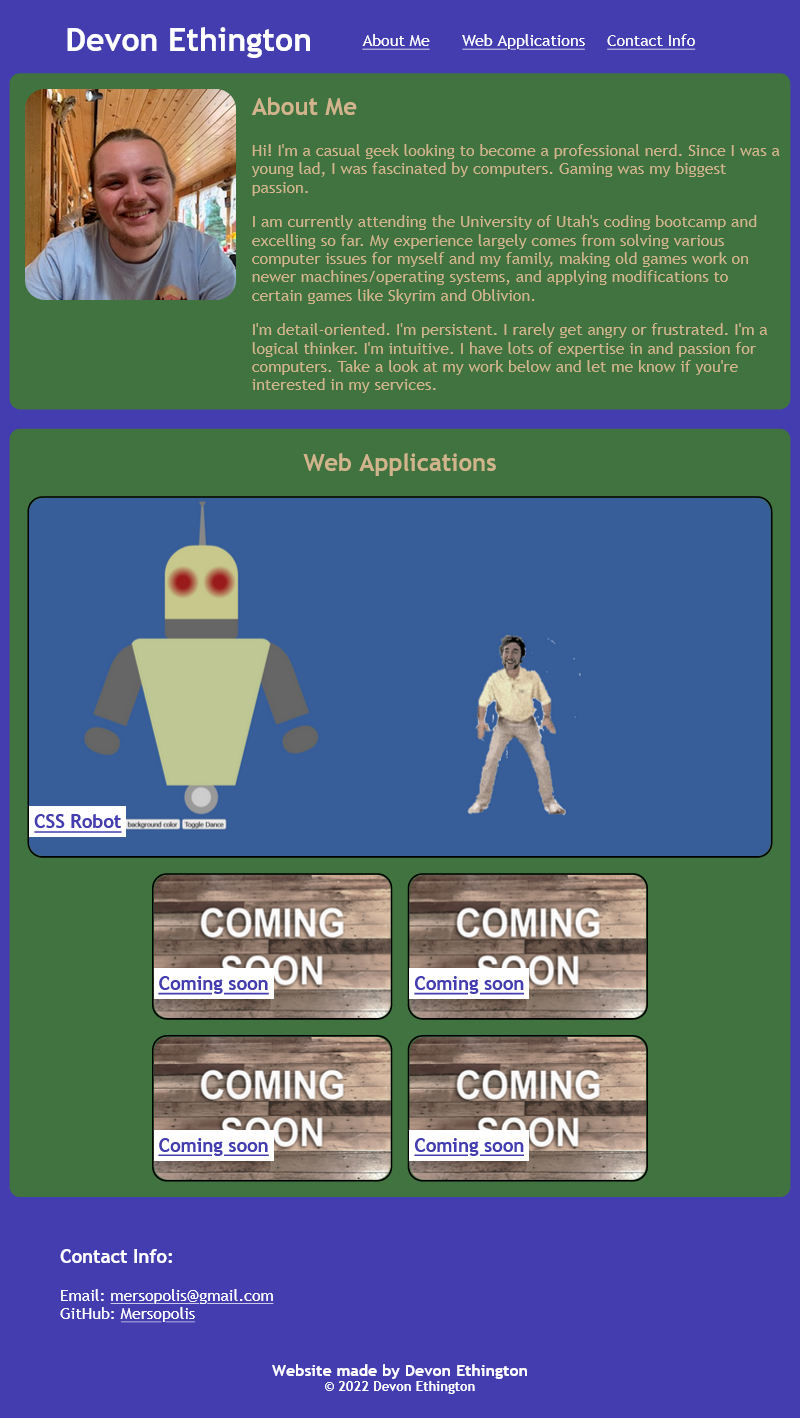 Devon Ethington
About Me Web Applications Contact Info
About Me
Hi! I'm a casual geek looking to become a professional nerd. Since I was a
young lad, I was fascinated by computers. Gaming was my biggest
passion.
I am currently attending the University of Utah's coding bootcamp and
excelling so far. My experience largely comes from solving various
computer issues for myself and my family, making old games work on
newer machines/operating systems, and applying modifications to
certain games like Skyrim and Oblivion.
I'm detail-oriented. I'm persistent. I rarely get angry or frustrated. I'm a
logical thinker. I'm intuitive. I have lots of expertise in and passion for
computers. Take a look at my work below and let me know if you're
interested in my services.
Web Applications
CSS Robot
background color Toggle Dance
COMING
SOON
Coming soon
COMING
SOON
Coming soon
COMING
SOON
Coming soon
COMING
SOON
Coming soon
Contact Info:
Email: mersopolis@gmail.com
GitHub: Mersopolis
Website made by Devon Ethington
© 2022 Devon Ethington